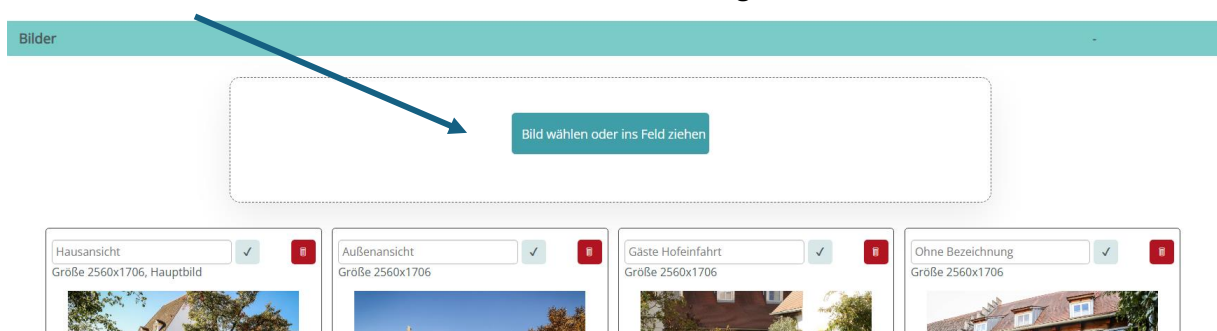 Bilder -
Bild wählen oder ins Feld ziehen
Hausansicht
Größe 2560x1706, Hauptbild
Außenansicht
Größe 2560x1706
Gäste Hofeinfahrt
Größe 2560x1706
Ohne Bezeichnung
Größe 2560x1706